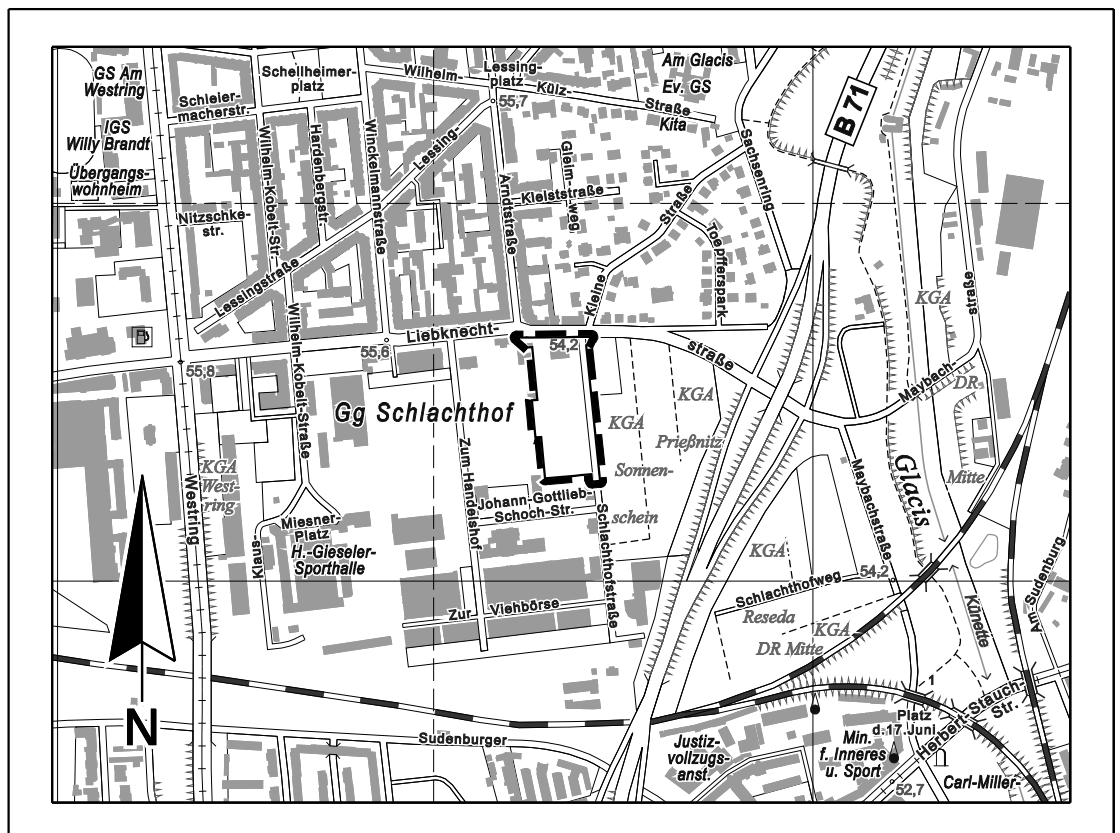 GS Am
Westring
IGS
Willy Brandt
Übergangs-
wohnheim
Schleier-
macherstr.
Schellheimer-
platz
Wilhelm-
Lessing-
platz
Külz-
Straße
Am Glacis
Ev. GS
Kita
B 71
55,7
Wilhelm-Kobelt-Str.
Hardenbergstr.
Winckelmannstraße
Lessing-
Arndtstraße
Gleim-
weg
Kleiststraße
Straße
Kleine
Sachsenring
Toepfferspark
Nitzschke-
str.
Lessingstraße
Wilhelm-Kobelt-Straße
Liebknecht-
straße
55,6
55,8
54,2
KGA
straße
Maybach-
DR
Mitte
Gg Schlachthof
KGA
Prießnitz
KGA
Sonnen-
schein
KGA
West-
ring
Westring
Zum Handelshof
Johann-Gottlieb-
Schoch-Str.
Schlachthofstraße
Miesner-
Platz
Klaus-
H.-Gieseler-
Sporthalle
Zur Viehbörse
Glacis
Maybachstraße
KGA
54,2
Schlachthofweg
Reseda
KGA
DR Mitte
Künette
Am Sudenburg
N
Sudenburger
Justiz-
vollzugs-
anst.
Platz
d.17.Juni
1
Min.
f. Inneres
u. Sport
Herbert-Stauch-
Str.
Carl-Miller-
52,7